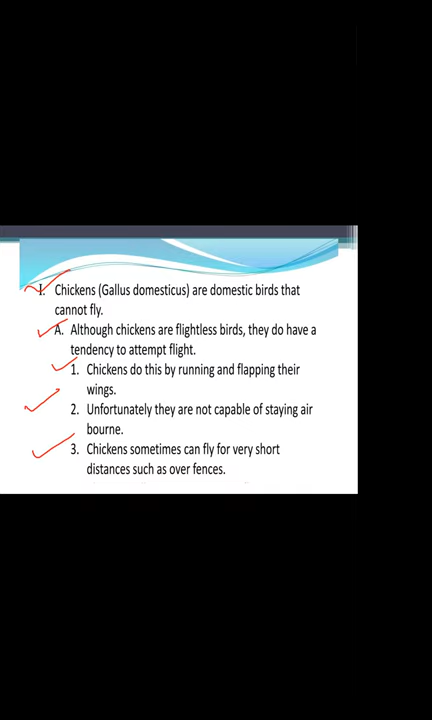 I. Chickens (Gallus domesticus) are domestic birds that
cannot fly.
A. Although chickens are flightless birds, they do have a
tendency to attempt flight.
1. Chickens do this by running and flapping their
wings.
2. Unfortunately they are not capable of staying air
bourne.
3. Chickens sometimes can fly for very short
distances such as over fences.